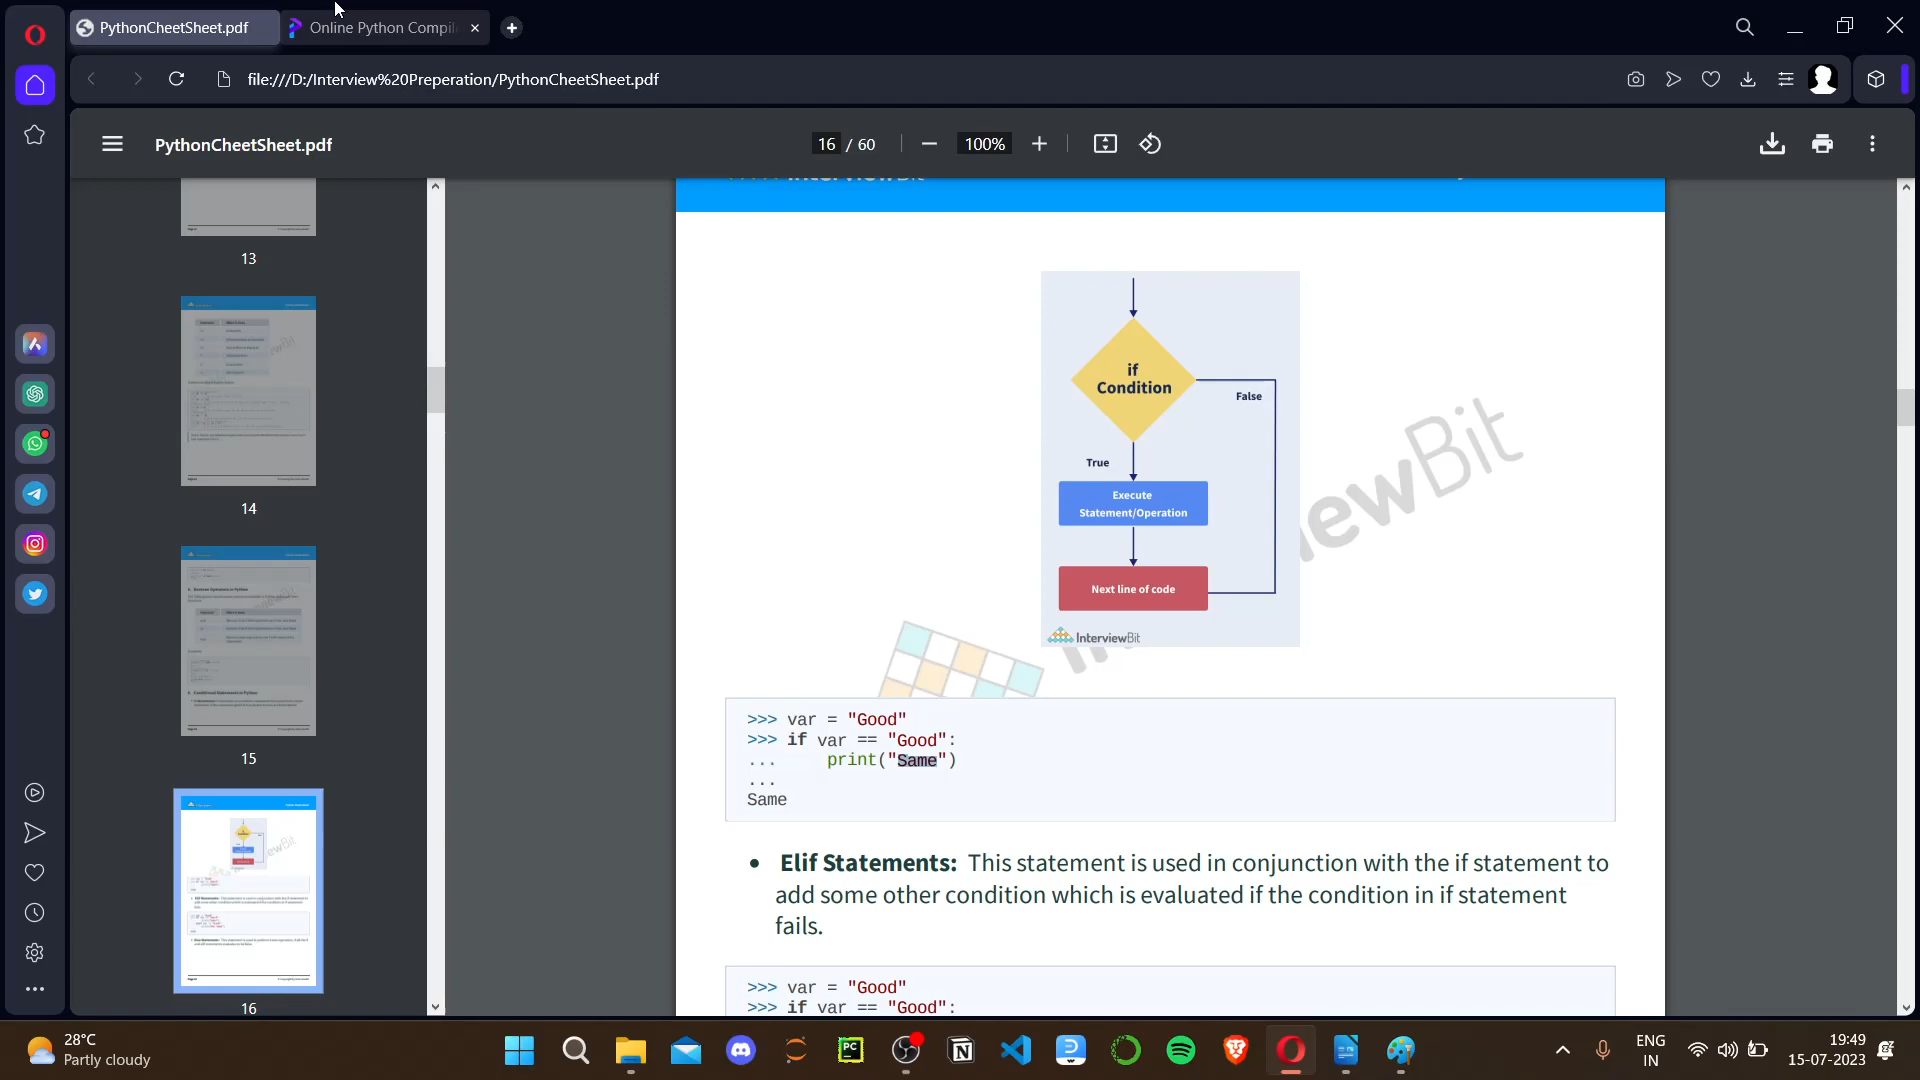 PythonCheetSheet.pdf
Online Python Compil
file:///D:/Interview%20Preperation/PythonCheetSheet.pdf
PythonCheetSheet.pdf
16 / 60
100%
13
14
15
16
if
Condition
False
True
Execute
Statement/Operation
Next line of code
InterviewBit
>>> var = "Good"
>>> if var == "Good":
...     print("Same")
...
Same
• Elif Statements: This statement is used in conjunction with the if statement to
add some other condition which is evaluated if the condition in if statement
fails.
>>> var = "Good"
>>> if var == "Good":
28°C
Partly cloudy
ENG
IN
19:49
15-07-2023